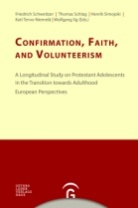 Friedrich Schweitzer | Thomas Schlag | Henrik Simojoki |
Kati Tervo-Niemelä | Wolfgang Ilg (Eds.)
CONFIRMATION, FAITH,
AND VOLUNTEERISM
A Longitudinal Study on Protestant Adolescents
in the Transition towards Adulthood
European Perspectives